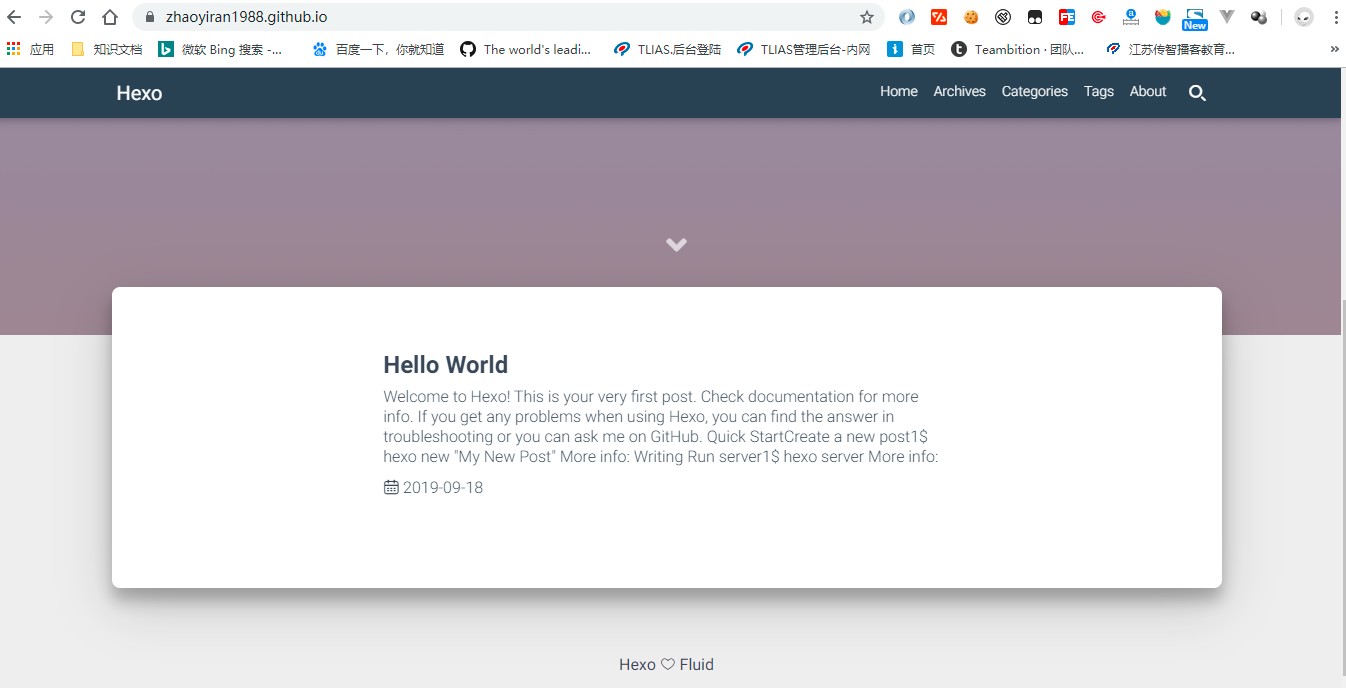 zhaoyiran1988.github.io
New
应用 知识文档 微软 Bing 搜索 -... 百度一下，你就知道 The world's leadi... TLIAS.后台登陆 TLIAS管理后台-内网 首页 Teambition · 团队... 江苏传智播客教育... »
Hexo Home Archives Categories Tags About
Hello World
Welcome to Hexo! This is your very first post. Check documentation for more
info. If you get any problems when using Hexo, you can find the answer in
troubleshooting or you can ask me on GitHub. Quick StartCreate a new post1$
hexo new "My New Post" More info: Writing Run server1$ hexo server More info:
2019-09-18
Hexo ♡ Fluid